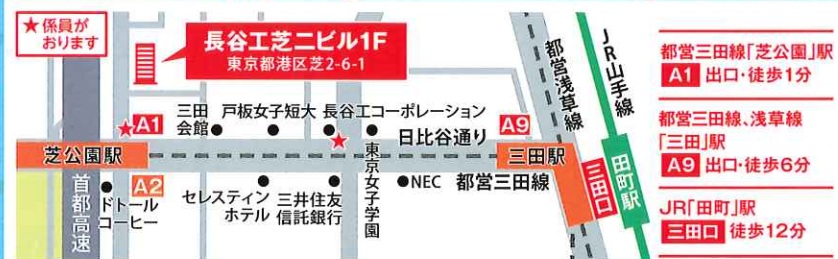 ★係員が
おります
長谷工芝二ビル1F
東京都港区芝2-6-1
★A1
三田
会館
戸板女子短大
長谷工コーポレーション
★
日比谷通り
A9
都営浅草線
JR山手線
芝公園駅
三田駅
三田口
田町駅
首都高速
A2
ドトール
コーヒー
セレスティン
ホテル
三井住友
信託銀行
東京女子学園
NEC
都営三田線
都営三田線「芝公園」駅
A1 出口・徒歩1分
都営三田線、浅草線
「三田」駅
A9 出口・徒歩6分
JR「田町」駅
三田口 徒歩12分